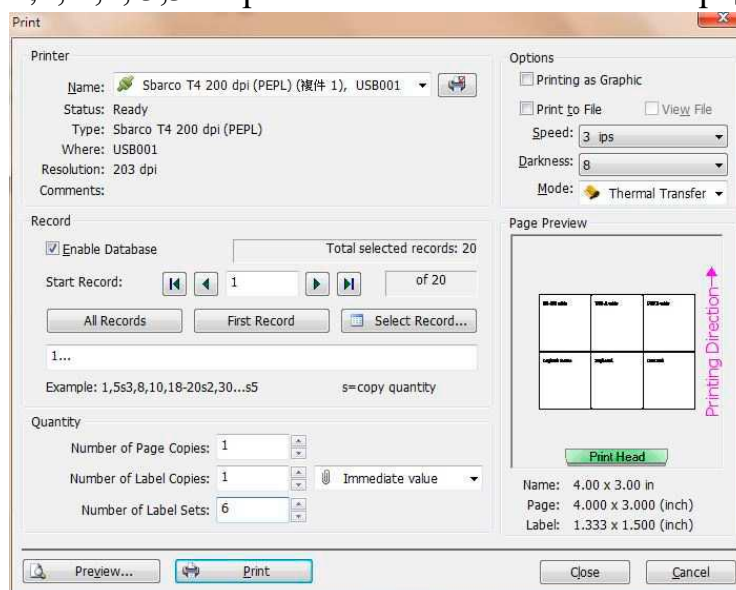 Print
Printer
Name: Sbarco T4 200 dpi (PEPL) (複件 1), USB001
Status: Ready
Type: Sbarco T4 200 dpi (PEPL)
Where: USB001
Resolution: 203 dpi
Comments:
Options
Printing as Graphic
Print to File View File
Speed: 3 ips
Darkness: 8
Mode: Thermal Transfer
Record
Enable Database Total selected records: 20
Start Record: 1 of 20
All Records First Record Select Record...
1...
Example: 1,5s3,8,10,18-20s2,30...s5 s=copy quantity
Quantity
Number of Page Copies: 1
Number of Label Copies: 1 Immediate value
Number of Label Sets: 6
Page Preview
Printing Direction
Print Head
Name: 4.00 x 3.00 in
Page: 4.000 x 3.000 (inch)
Label: 1.333 x 1.500 (inch)
Preview... Print Close Cancel